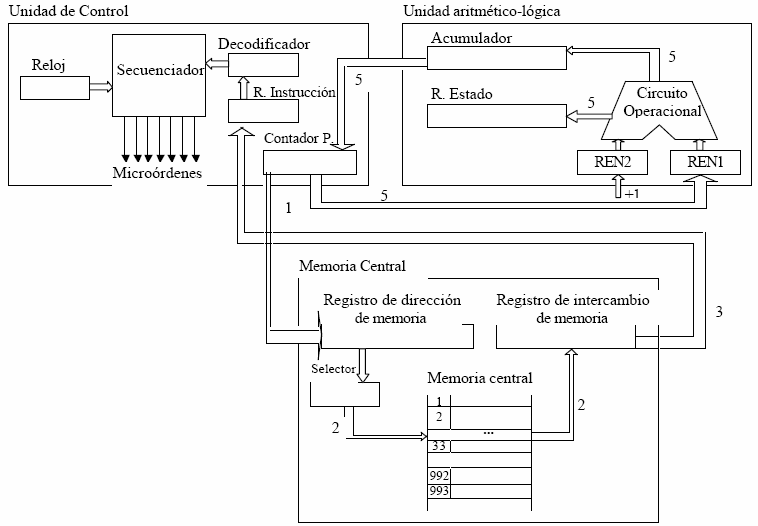 Unidad de Control
Unidad aritmético-lógica
Reloj
Secuenciador
Decodificador
R. Instrucción
Contador P.
Microórdenes
Acumulador
R. Estado
Circuito
Operacional
REN2
REN1
+1
5
5
5
5
1
Memoria Central
Registro de dirección
de memoria
Registro de intercambio
de memoria
3
Selector
Memoria central
2
2
1
2
...
33
992
993